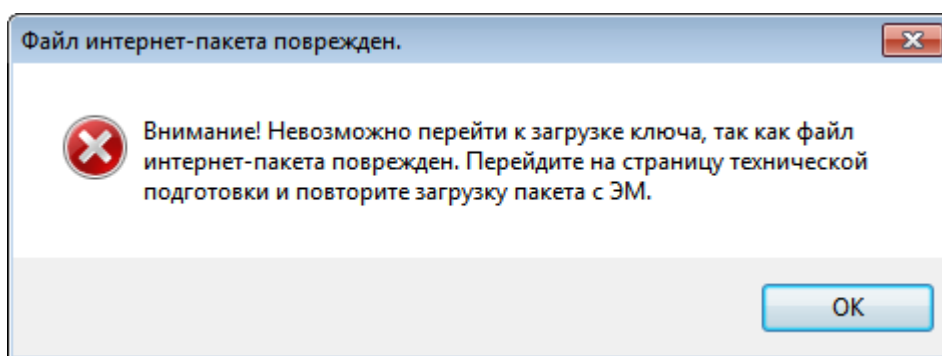 Файл интернет-пакета поврежден.
Внимание! Невозможно перейти к загрузке ключа, так как файл
интернет-пакета поврежден. Перейдите на страницу технической
подготовки и повторите загрузку пакета с ЭМ.
ОК